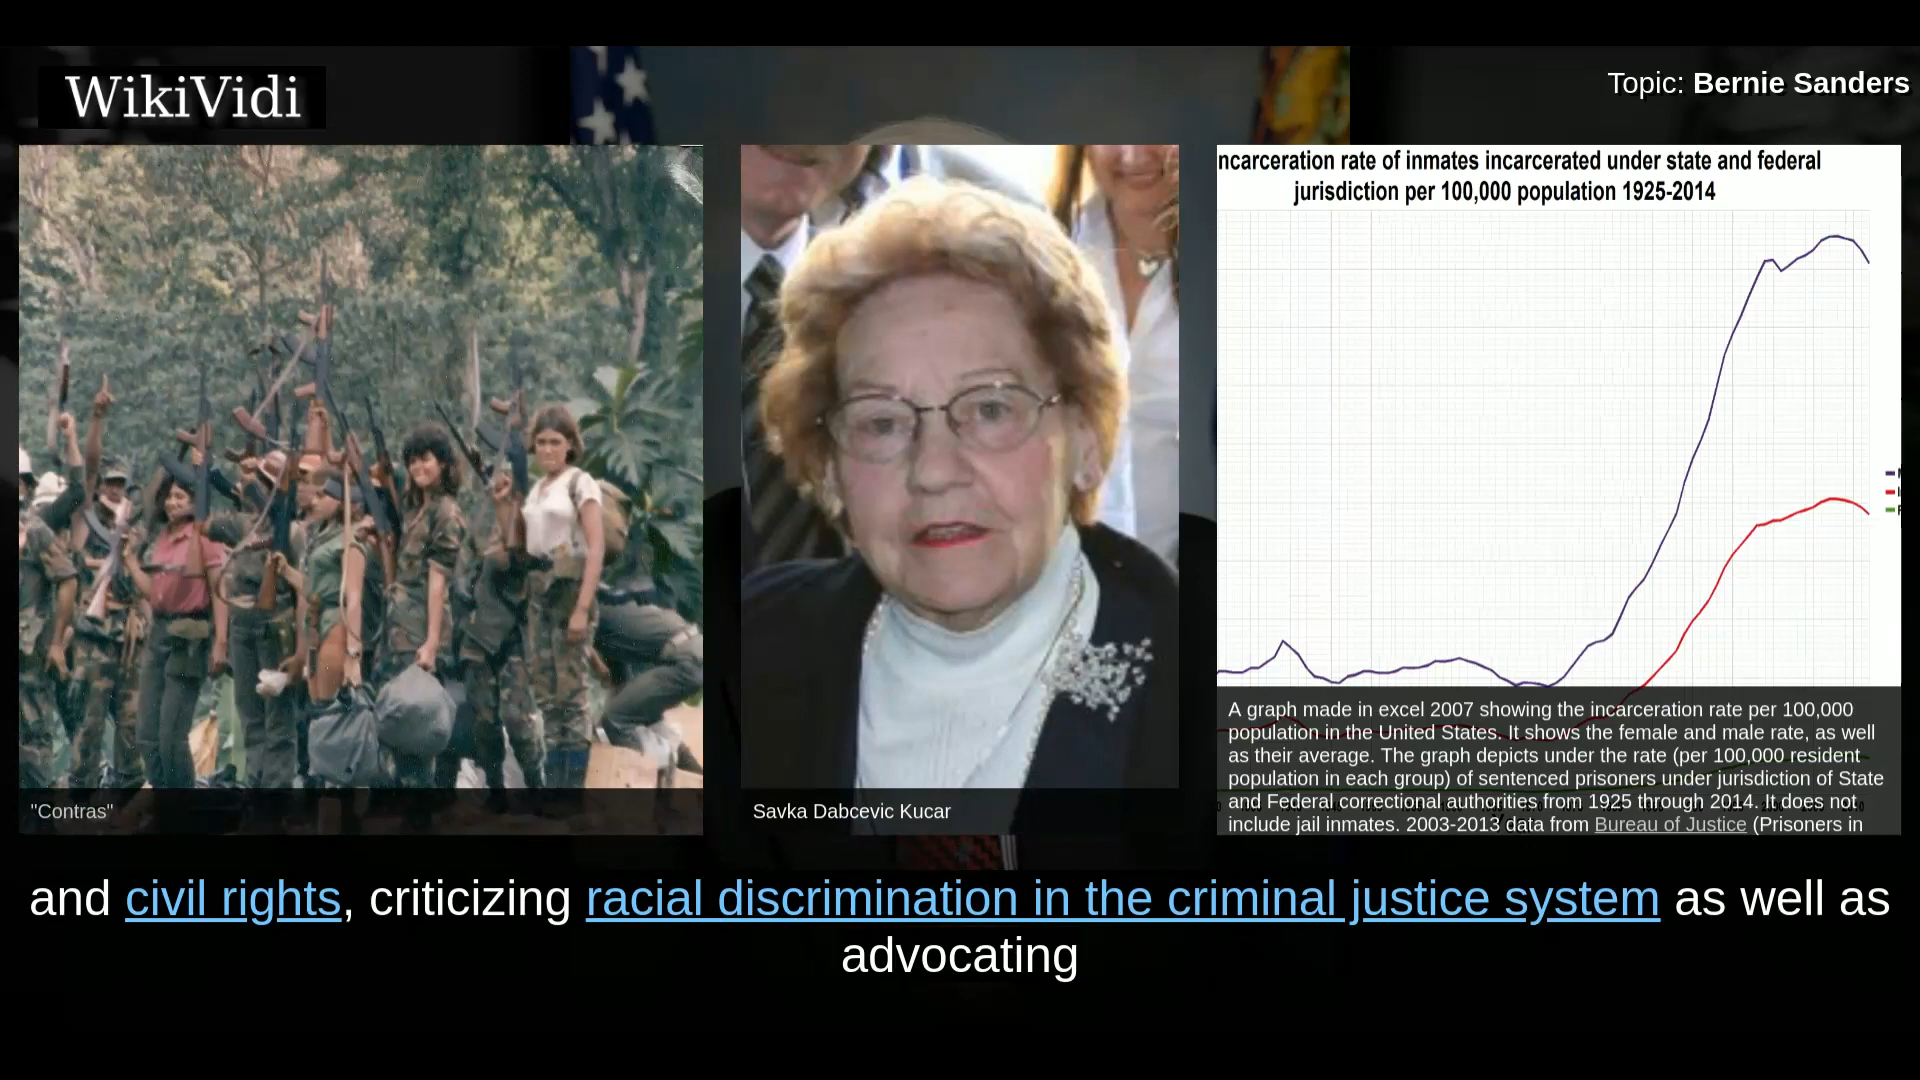 WikiVidi
Topic: Bernie Sanders
ncarceration rate of inmates incarcerated under state and federal
jurisdiction per 100,000 population 1925-2014
"Contras"
Savka Dabcevic Kucar
A graph made in excel 2007 showing the incarceration rate per 100,000
population in the United States. It shows the female and male rate, as well
as their average. The graph depicts under the rate (per 100,000 resident
population in each group) of sentenced prisoners under jurisdiction of State
and Federal correctional authorities from 1925 through 2014. It does not
include jail inmates. 2003-2013 data from Bureau of Justice (Prisoners in
and civil rights, criticizing racial discrimination in the criminal justice system as well as
advocating